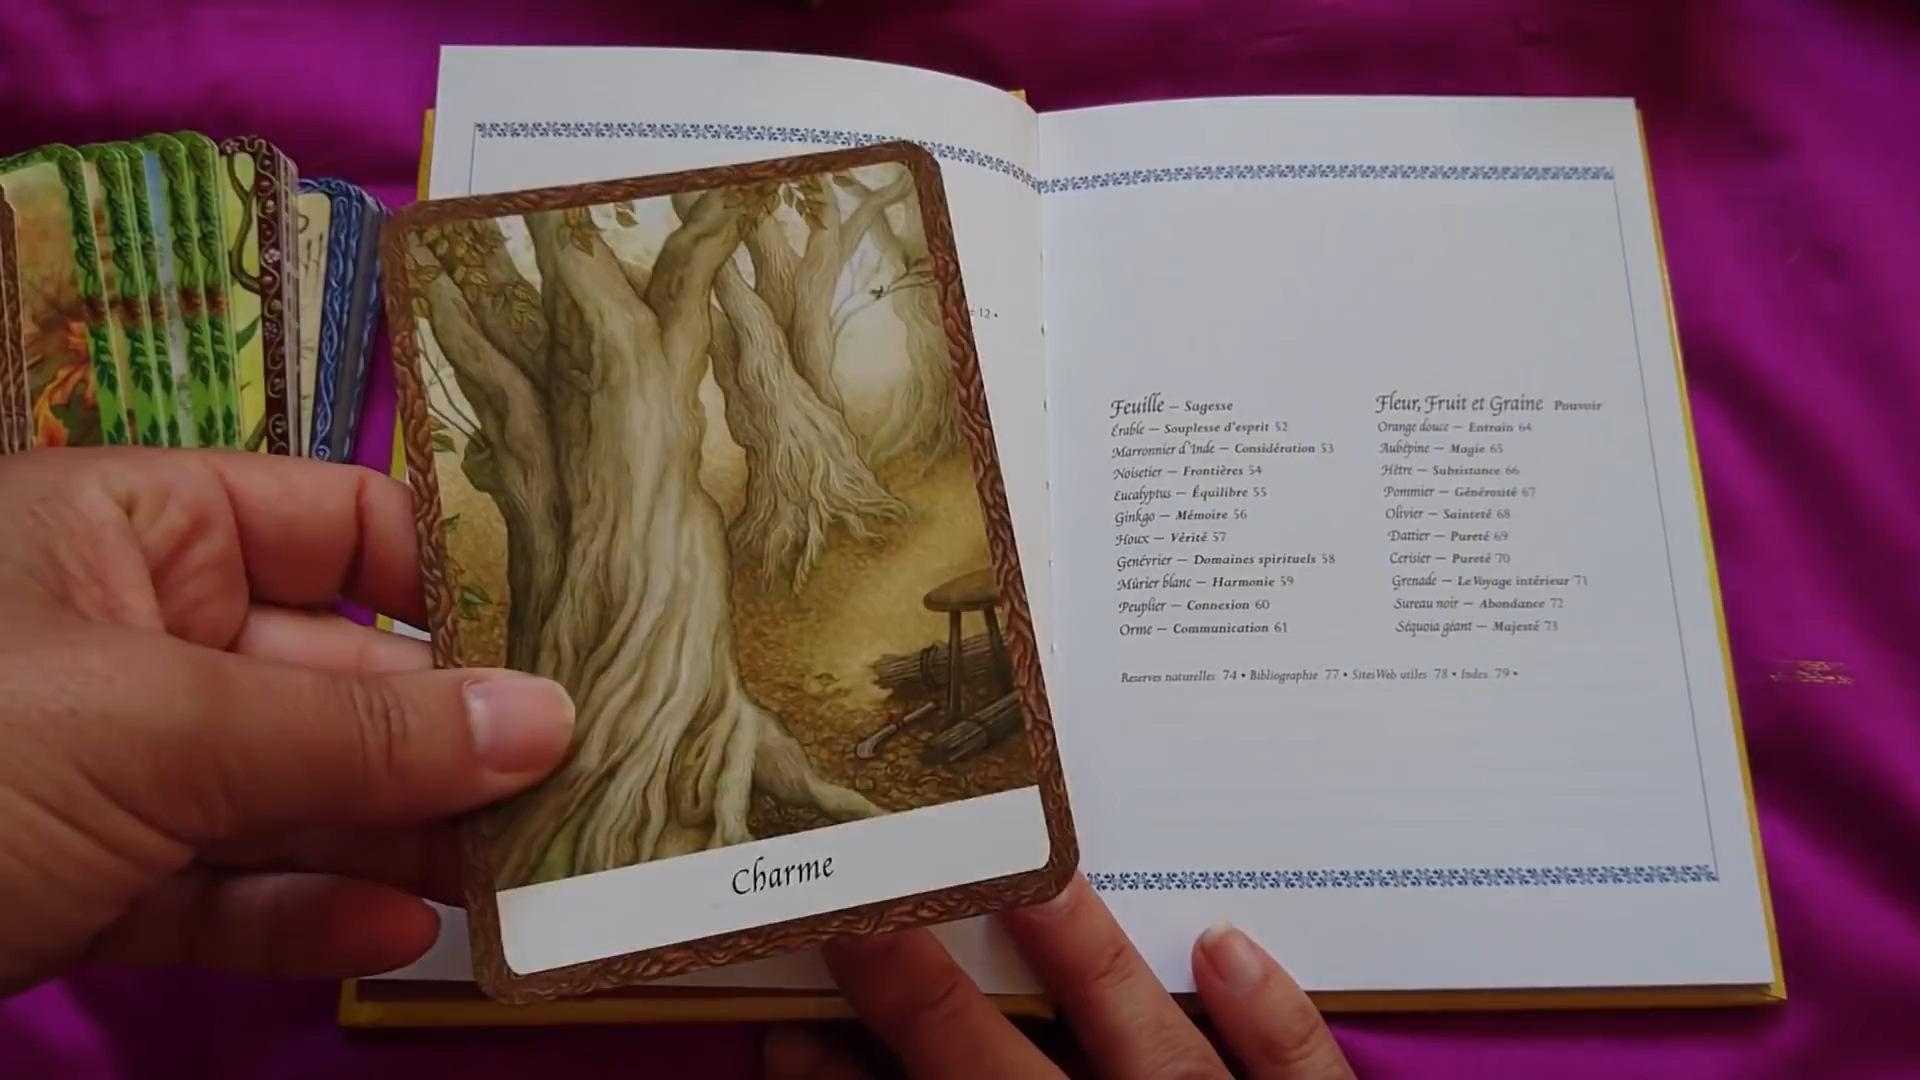 12 •
Feuille — Sagesse
Érable — Souplesse d'esprit 52
Marronnier d'Inde — Considération 53
Noisetier — Frontières 54
Eucalyptus — Équilibre 55
Ginkgo — Mémoire 56
Houx — Vérité 57
Genévrier — Domaines spirituels 58
Mûrier blanc — Harmonie 59
Peuplier — Connexion 60
Orme — Communication 61
Fleur, Fruit et Graine Pouvoir
Orange douce — Entrain 64
Aubépine — Magie 65
Hêtre — Subsistance 66
Pommier — Générosité 67
Olivier — Sainteté 68
Dattier — Pureté 69
Cerisier — Pureté 70
Grenade — Le Voyage intérieur 71
Sureau noir — Abondance 72
Séquoia géant — Majesté 73
Reserves naturelles 74 • Bibliographie 77 • Sites Web utiles 78 • Index 79 •
Charme